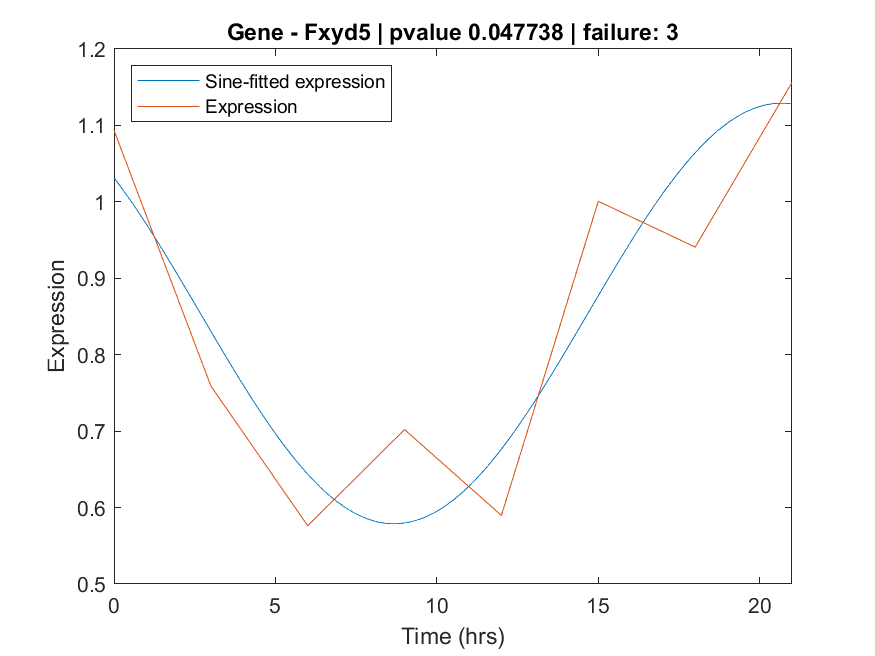 Gene - Fxyd5 | pvalue 0.047738 | failure: 3
Sine-fitted expression
Expression
1.2
1.1
1
0.9
0.8
0.7
0.6
0.5
Expression
0 5 10 15 20
Time (hrs)